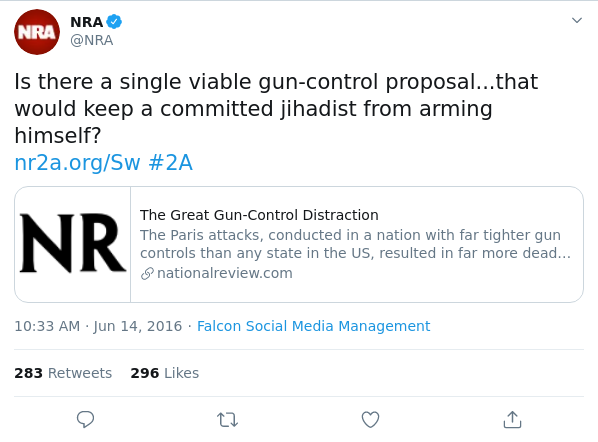 NRA
NRA
@NRA
Is there a single viable gun-control proposal...that
would keep a committed jihadist from arming
himself?
nr2a.org/Sw #2A
NR
The Great Gun-Control Distraction
The Paris attacks, conducted in a nation with far tighter gun
controls than any state in the US, resulted in far more dead...
nationalreview.com
10:33 AM · Jun 14, 2016 · Falcon Social Media Management
283 Retweets 296 Likes